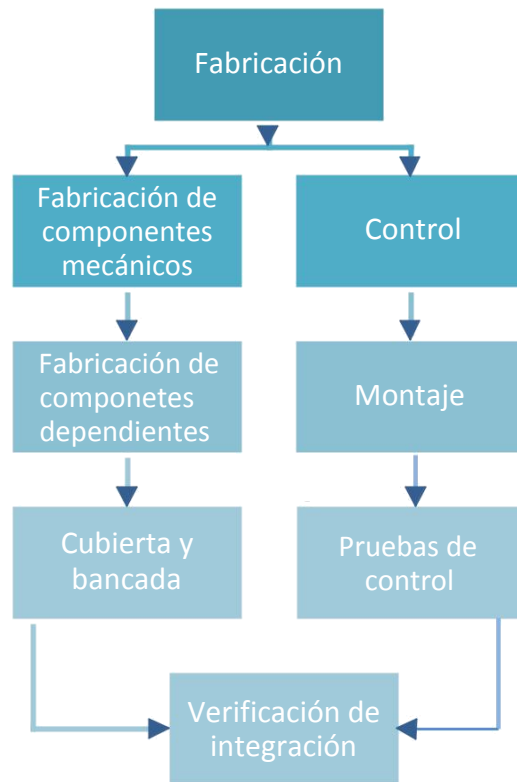 Fabricación
Fabricación de
componentes
mecánicos
Control
Fabricación de
componetes
dependientes
Montaje
Cubierta y
bancada
Pruebas de
control
Verificación de
integración